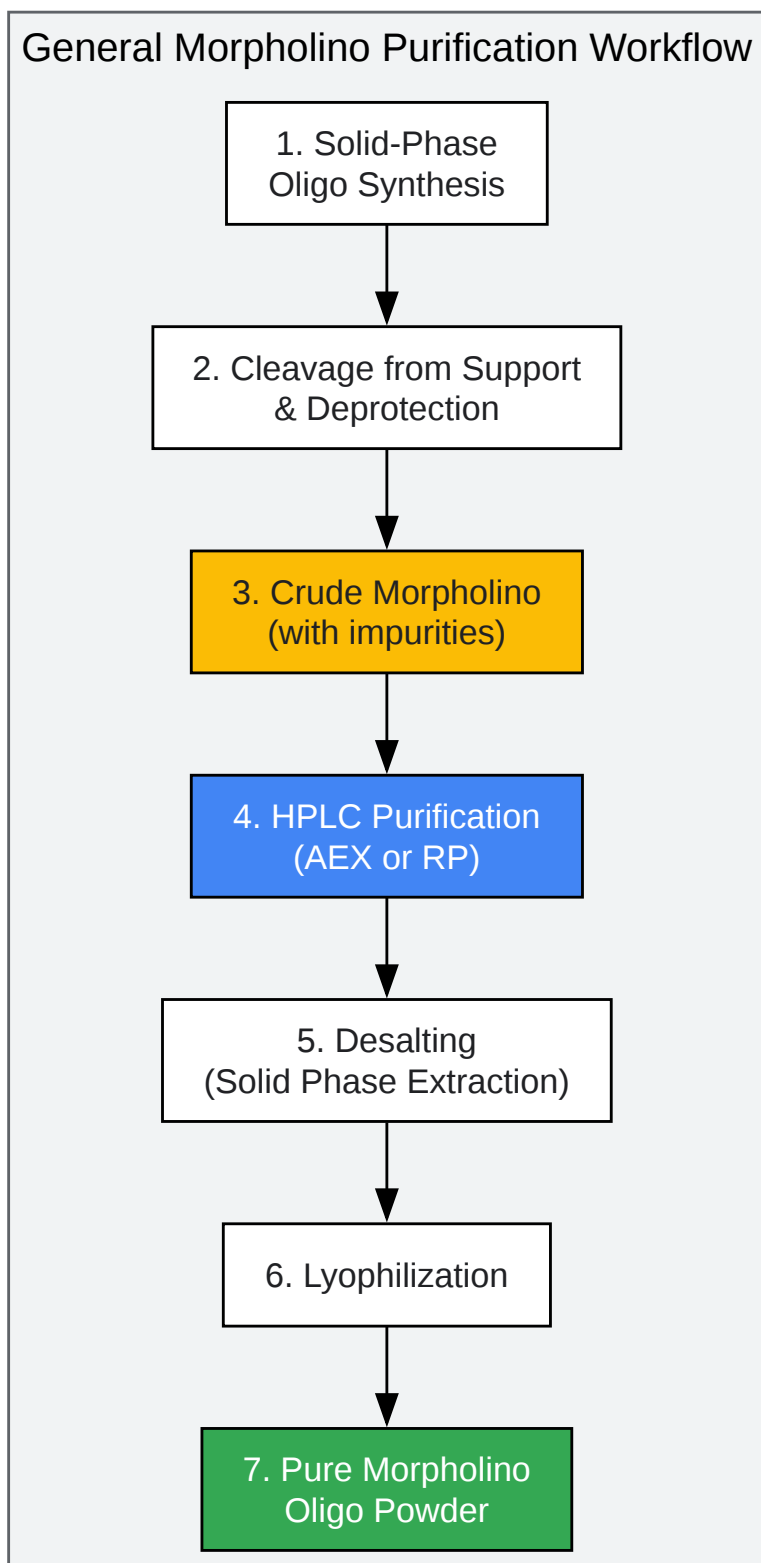 General Morpholino Purification Workflow
1. Solid-Phase
Oligo Synthesis
2. Cleavage from Support
& Deprotection
3. Crude Morpholino
(with impurities)
4. HPLC Purification
(AEX or RP)
5. Desalting
(Solid Phase Extraction)
6. Lyophilization
7. Pure Morpholino
Oligo Powder